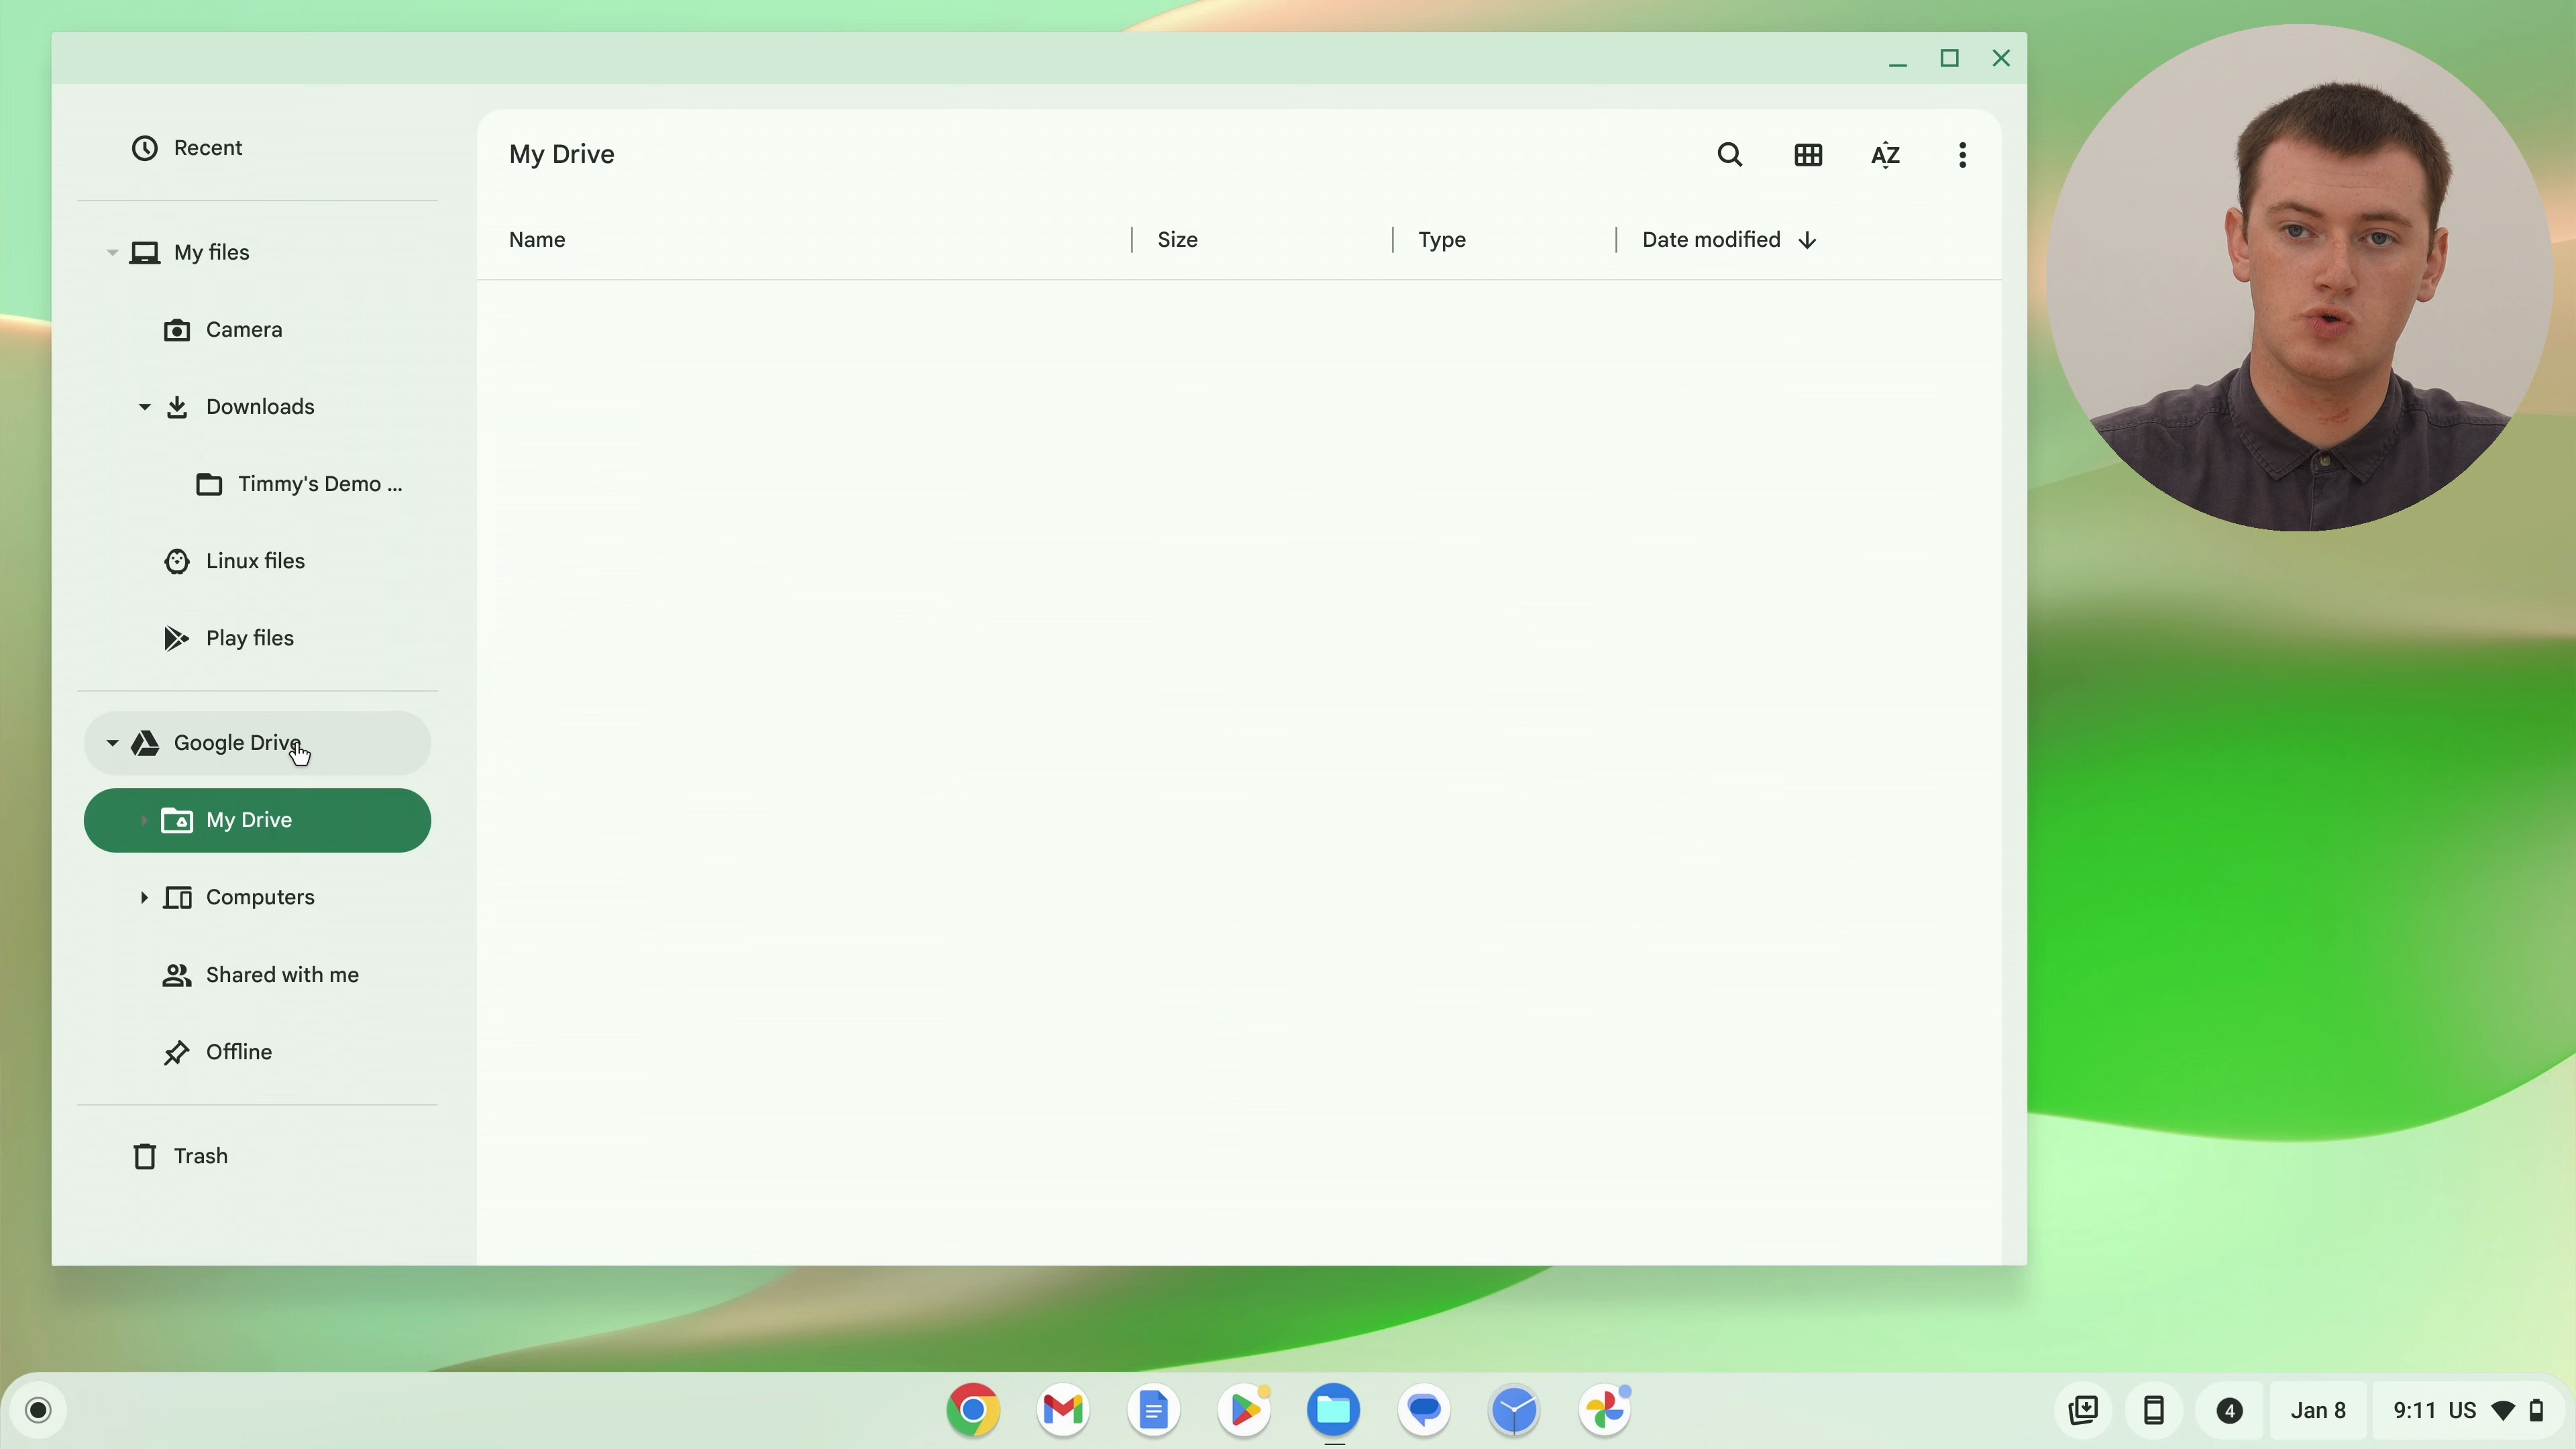 Recent
My files
Camera
Downloads
Timmy's Demo ...
Linux files
Play files
Google Drive
My Drive
Computers
Shared with me
Offline
Trash
My Drive
AZ
Name
Size
Type
Date modified
4
Jan 8
9:11 US